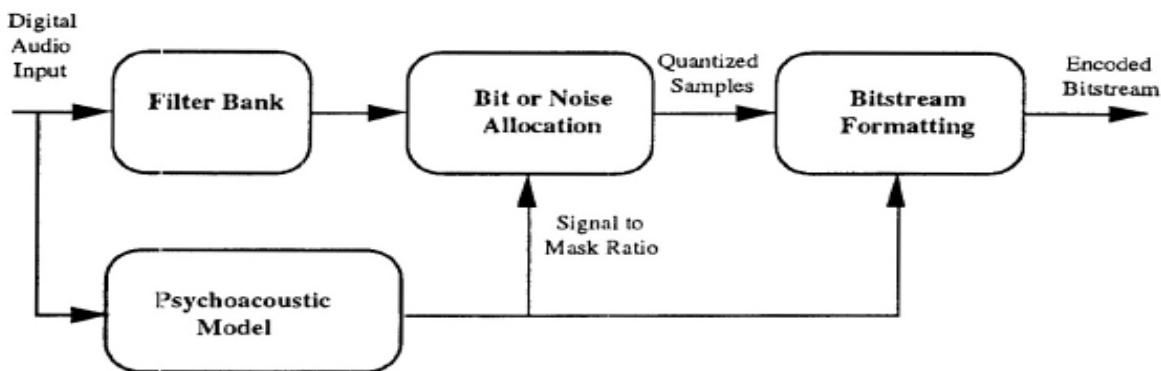 Digital
Audio
Input
Filter Bank
Bit or Noise
Allocation
Quantized
Samples
Bitstream
Formatting
Encoded
Bitstream
Signal to
Mask Ratio
Psychoacoustic
Model